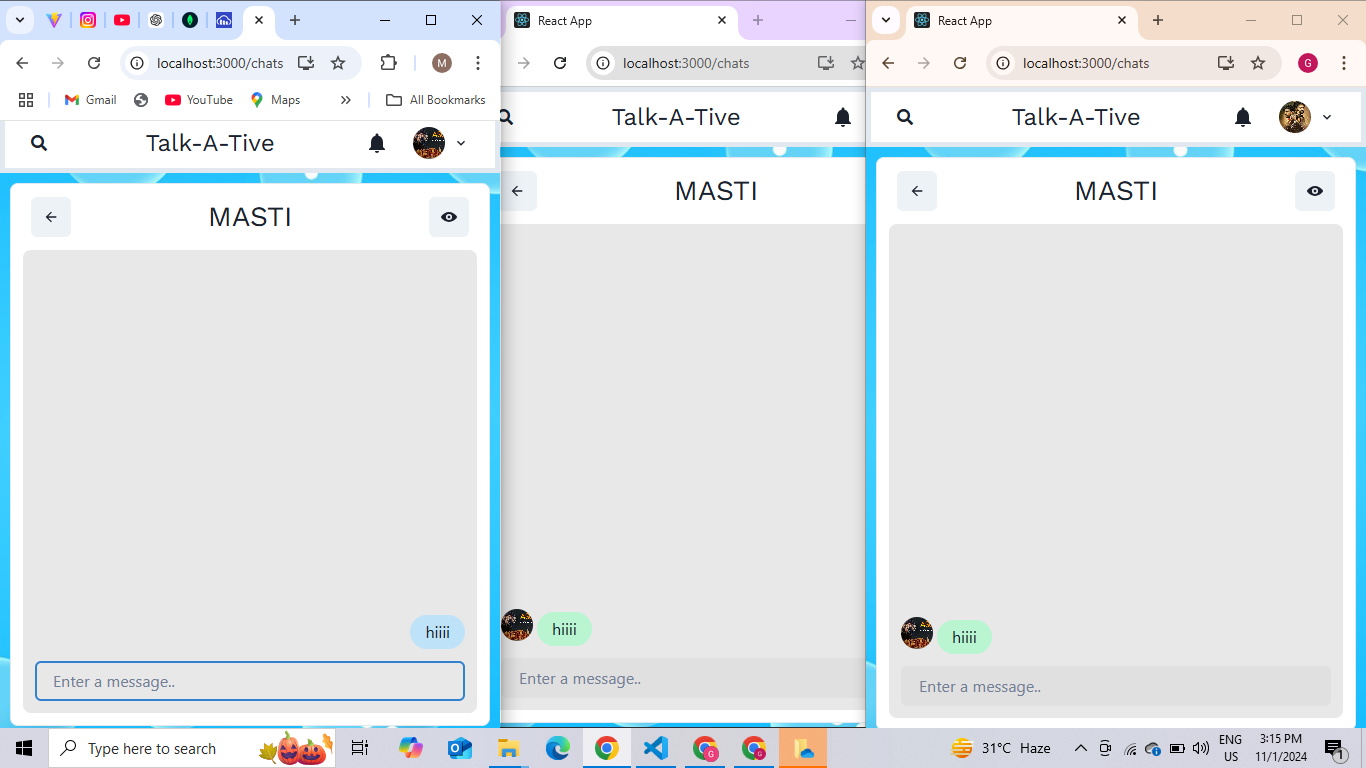 localhost:3000/chats
M
Gmail
YouTube
Maps
All Bookmarks
Talk-A-Tive
MASTI
hiiii
Enter a message..
React App
localhost:3000/chats
Talk-A-Tive
MASTI
hiiii
Enter a message..
React App
localhost:3000/chats
G
Talk-A-Tive
MASTI
hiiii
Enter a message..
Type here to search
G
G
31°C Haze
ENG
US
3:15 PM
11/1/2024
1